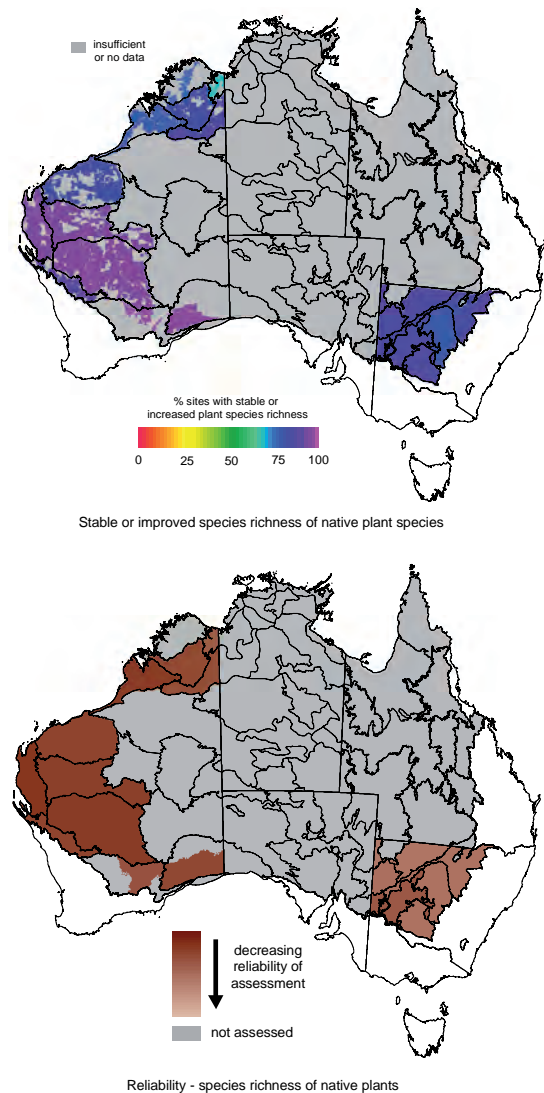 insufficient
or no data
% sites with stable or
increased plant species richness
0 25 50 75 100
Stable or improved species richness of native plant species
decreasing
reliability of
assessment
not assessed
Reliability - species richness of native plants